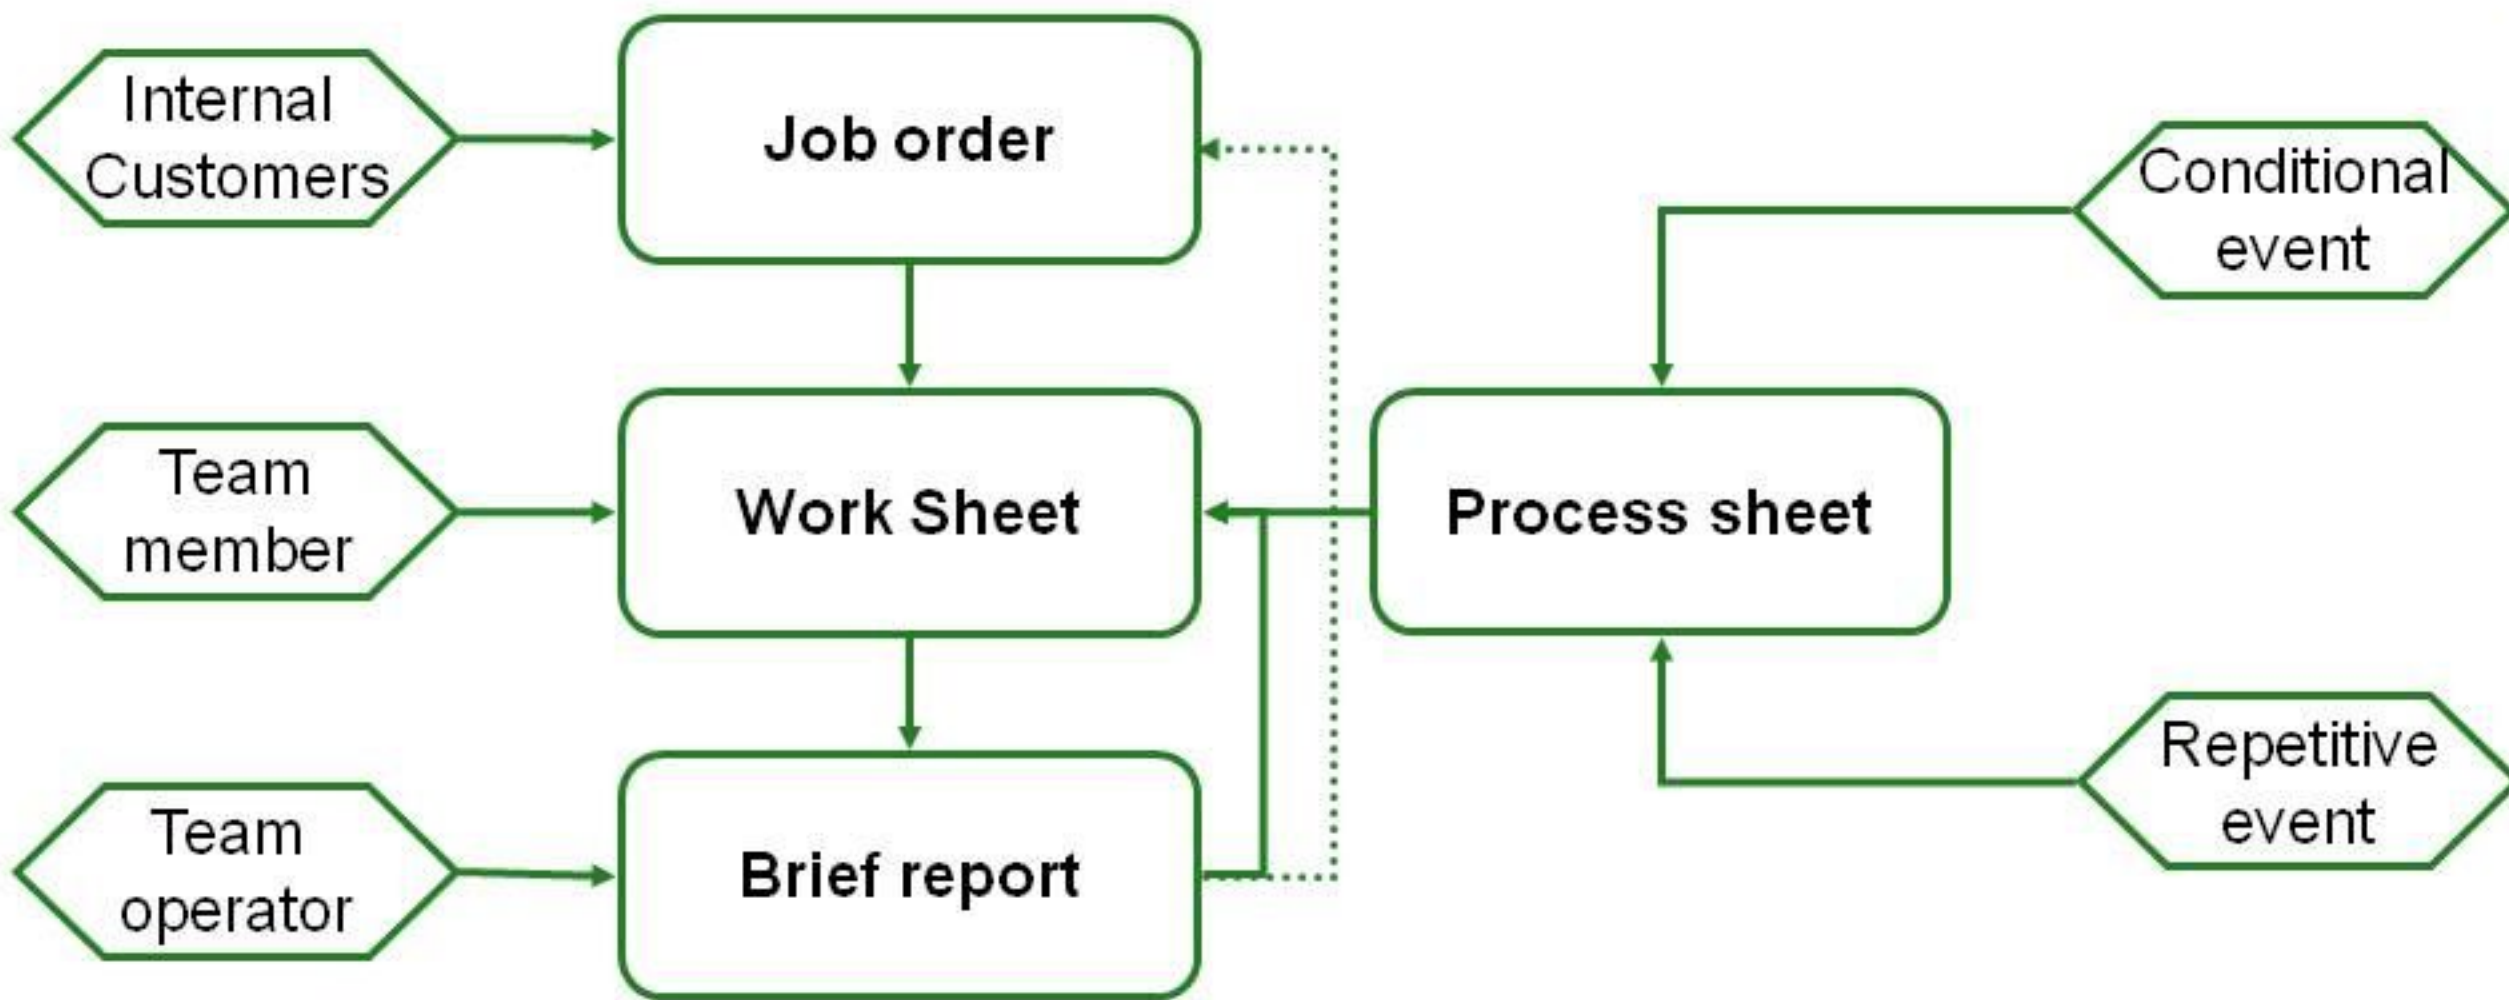 Internal
Customers
Job order
Conditional
event
Team
member
Work Sheet
Process sheet
Team
operator
Brief report
Repetitive
event